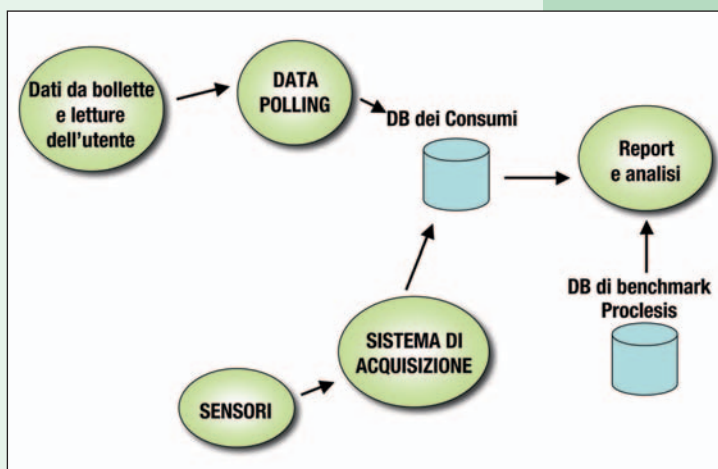 Dati da bollette
e letture
dell'utente
DATA
POLLING
DB dei Consumi
Report
e analisi
DB di benchmark
Proclesis
SISTEMA DI
ACQUISIZIONE
SENSORI